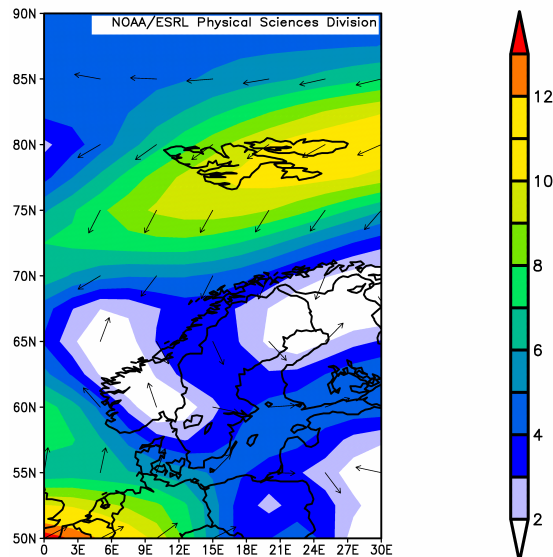 NOAA/ESRL Physical Sciences Division
90N
85N
80N
75N
70N
65N
60N
55N
50N
0 3E 6E 9E 12E 15E 18E 21E 24E 27E 30E
12
10
8
6
4
2